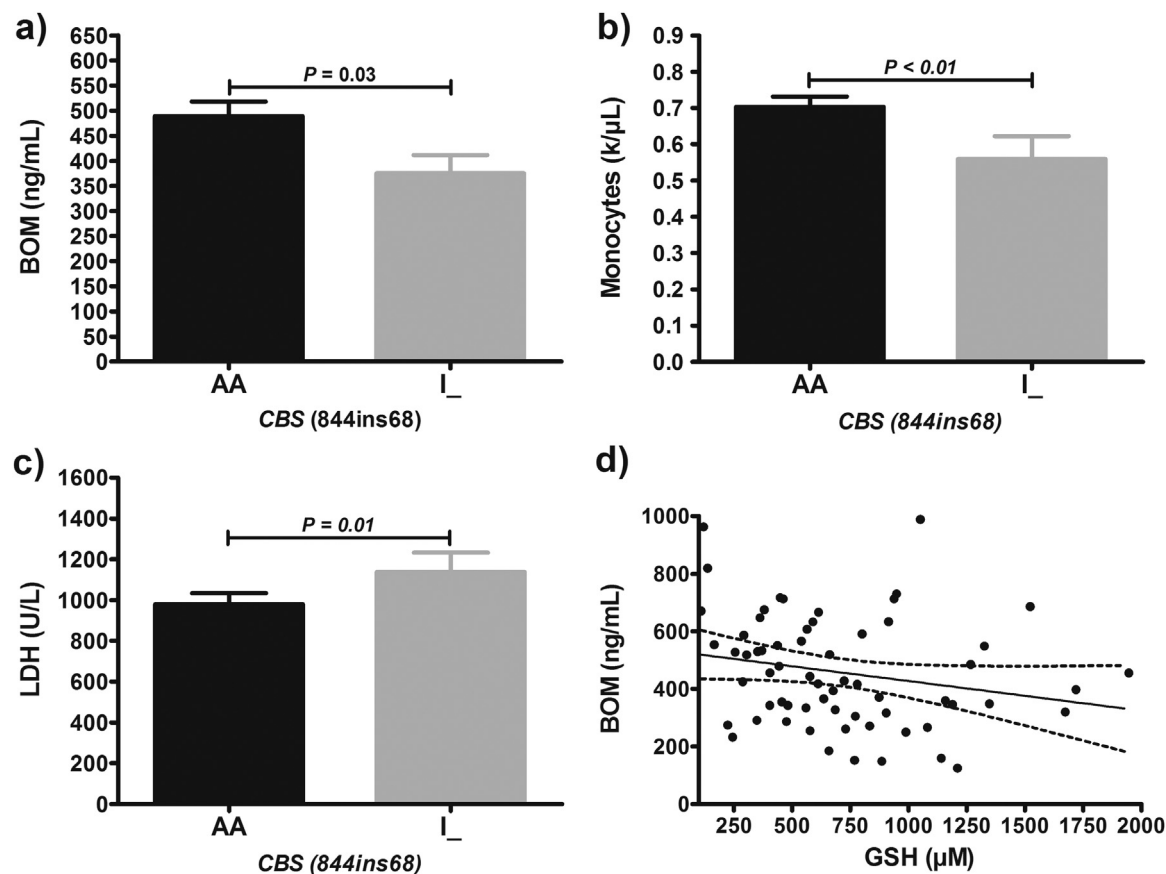 a)
BOM (ng/mL)
650
600
550
500
450
400
350
300
250
200
150
100
50
0
P = 0.03
AA
I_
CBS (844ins68)
b)
Monocytes (k/µL)
0.9
0.8
0.7
0.6
0.5
0.4
0.3
0.2
0.1
0.0
P < 0.01
AA
I_
CBS (844ins68)
c)
LDH (U/L)
1600
1400
1200
1000
800
600
400
200
0
P = 0.01
AA
I_
CBS (844ins68)
d)
BOM (ng/mL)
1000
800
600
400
200
0
250 500 750 1000 1250 1500 1750 2000
GSH (µM)